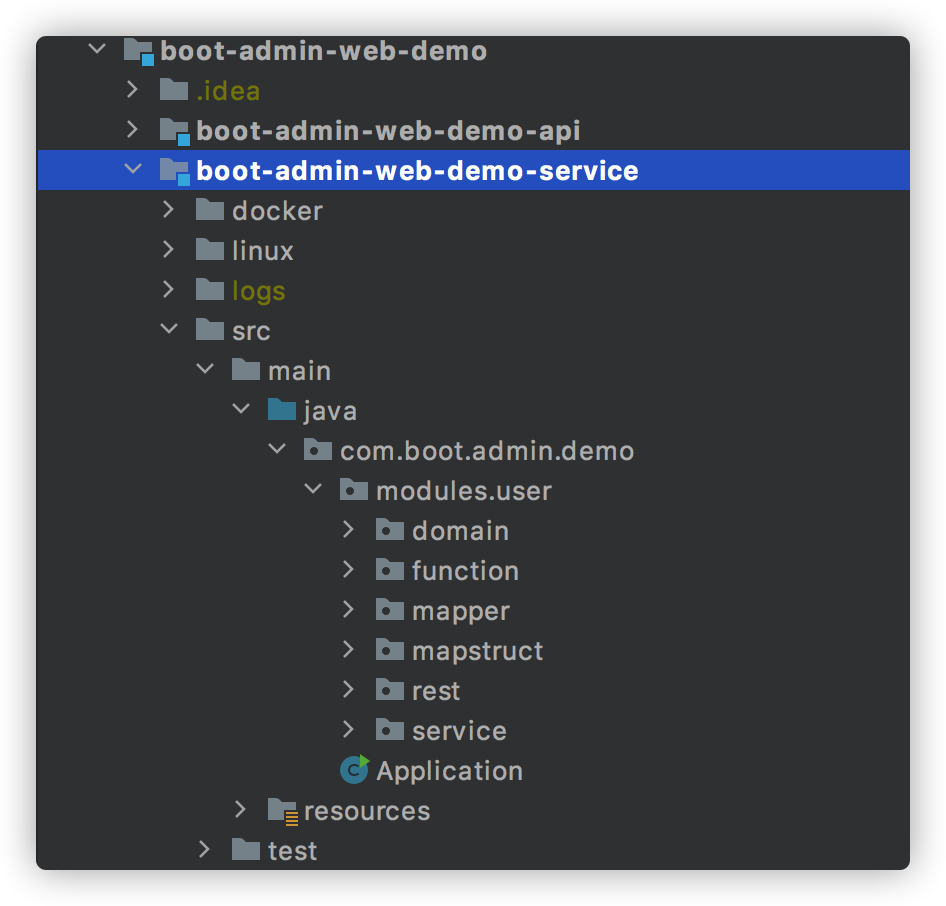 boot-admin-web-demo
.idea
boot-admin-web-demo-api
boot-admin-web-demo-service
docker
linux
logs
src
main
java
com.boot.admin.demo
modules.user
domain
function
mapper
mapstruct
rest
service
C Application
resources
test